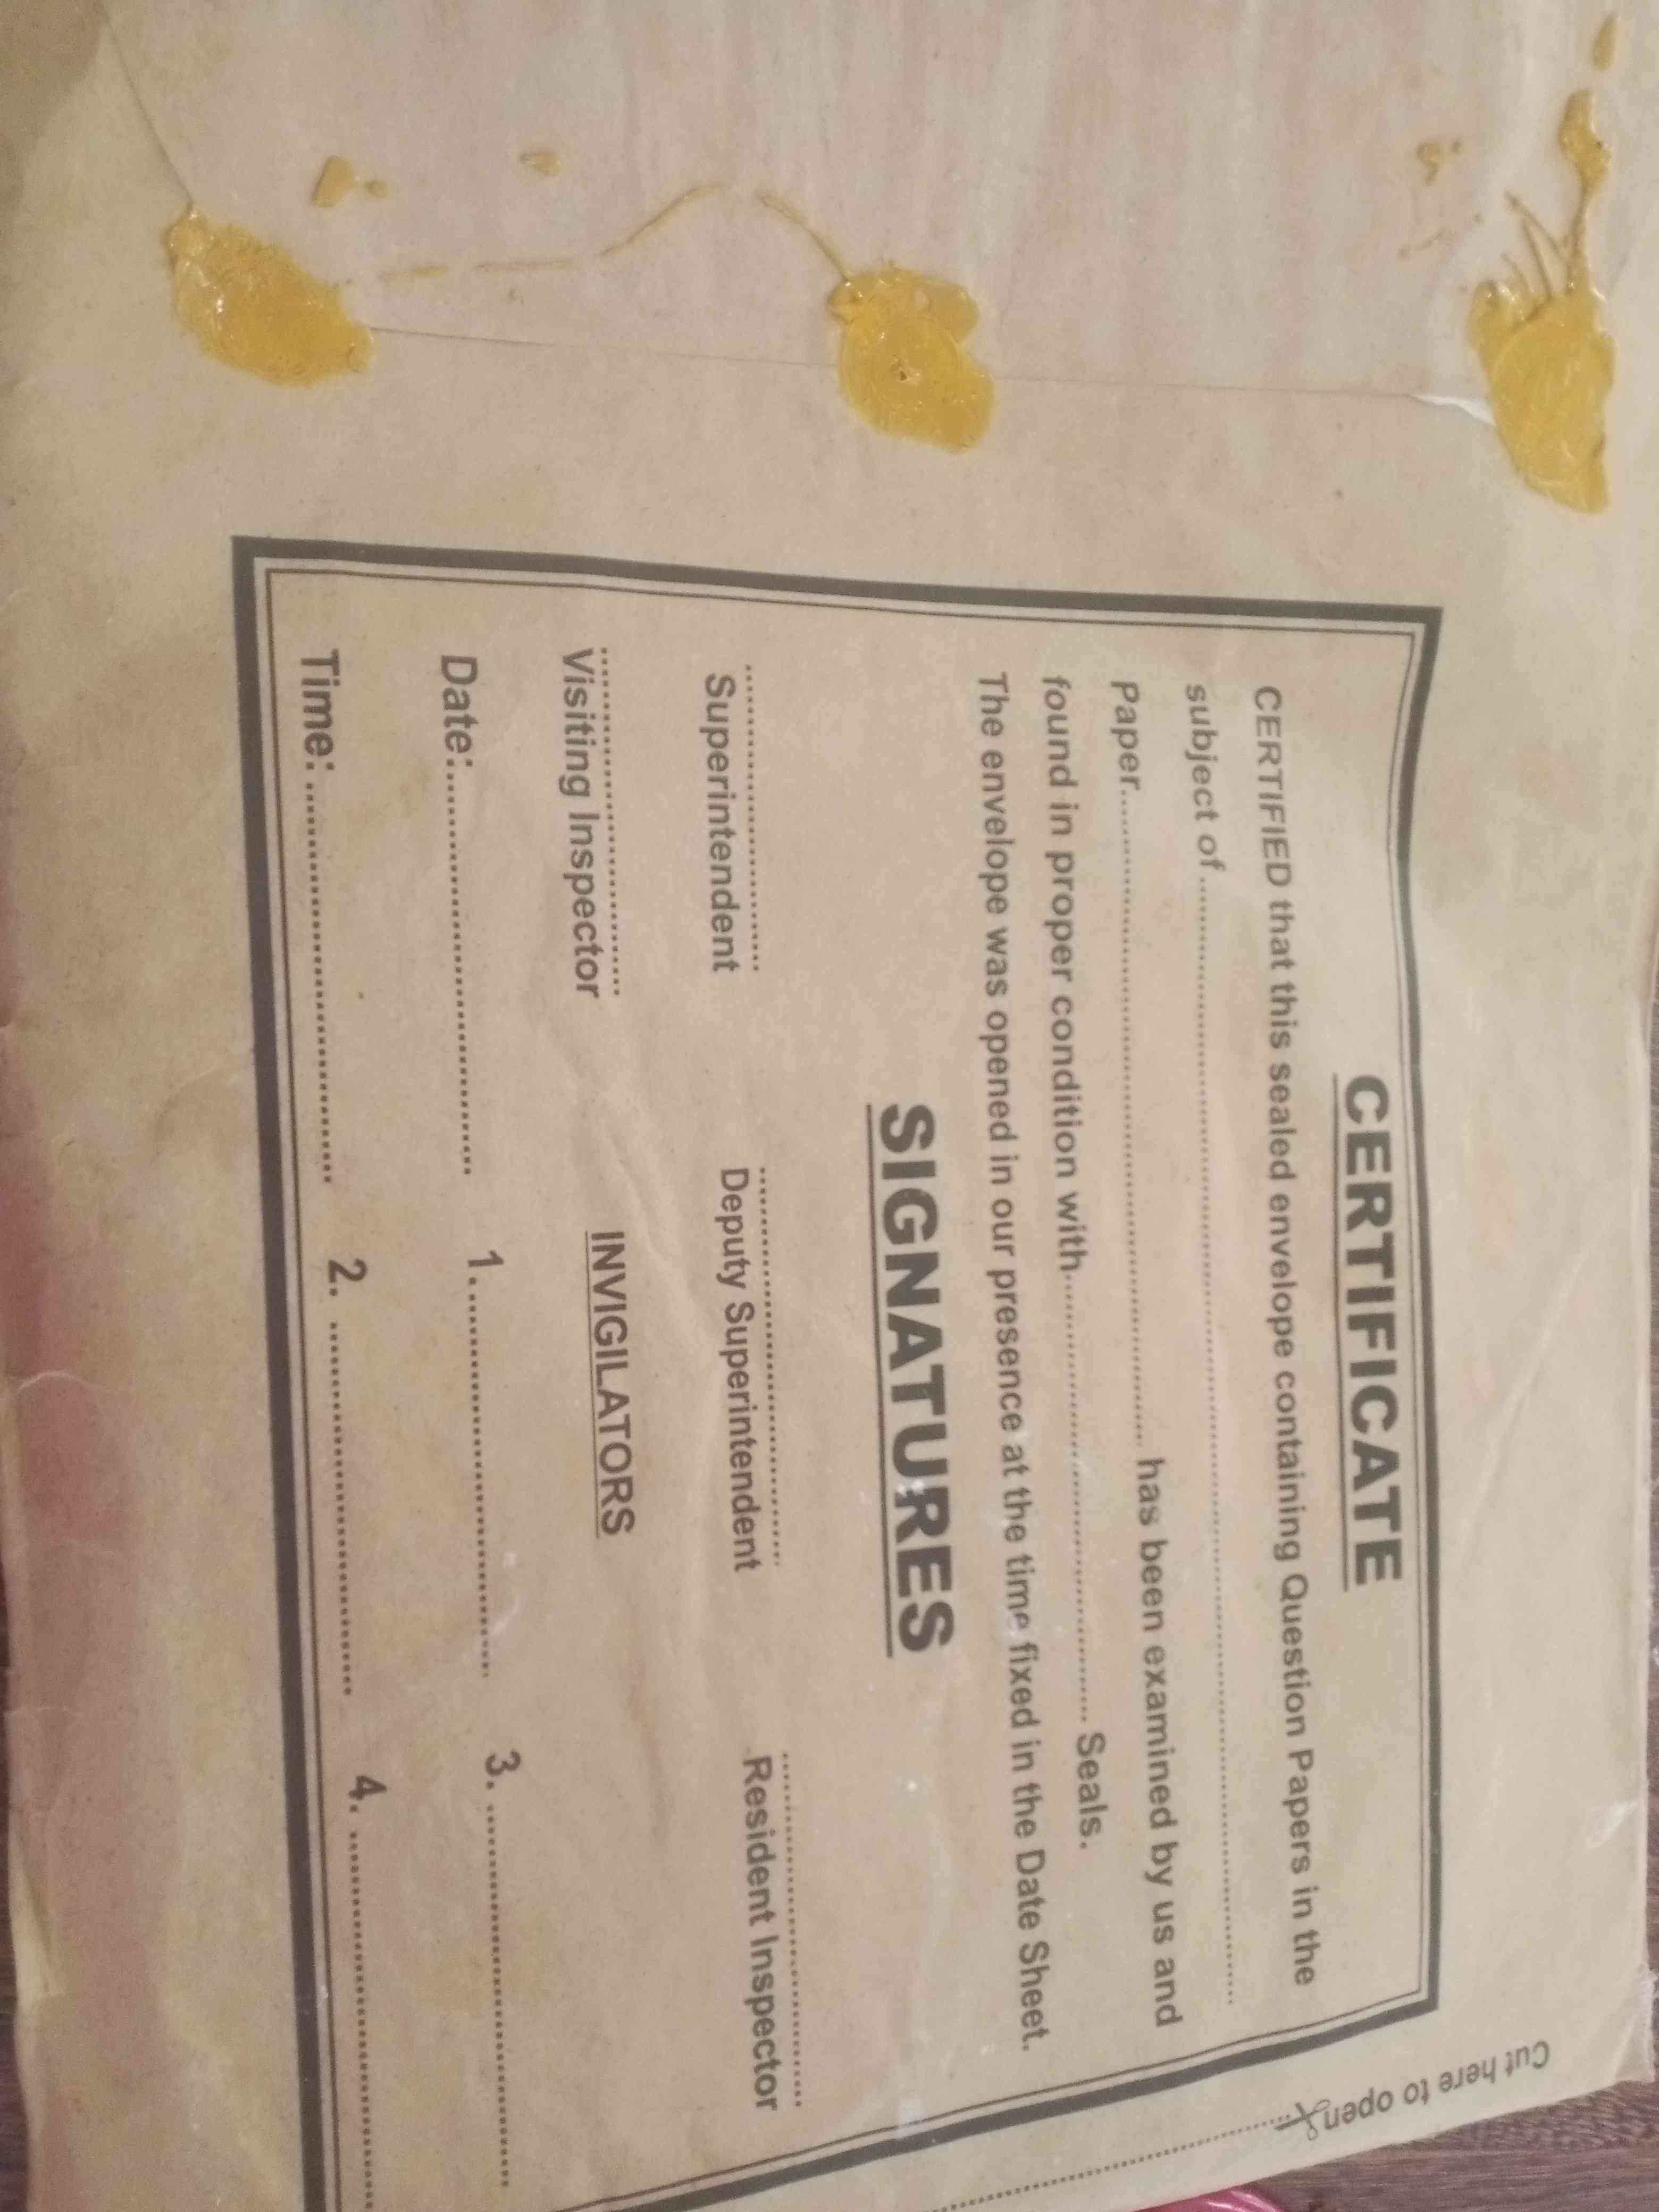 CERTIFICATE
CERTIFIED that this sealed envelope containing Question Papers in the
subject of ................................................................
Paper................................................ has been examined by us and
found in proper condition with................................ Seals.
The envelope was opened in our presence at the time fixed in the Date Sheet.
SIGNATURES
Superintendent Deputy Superintendent Resident Inspector
Visiting Inspector INVIGILATORS
Date:................................ 1................................ 3. ................................
Time: ................................ 2. ................................ 4. ................................
Cut here to open